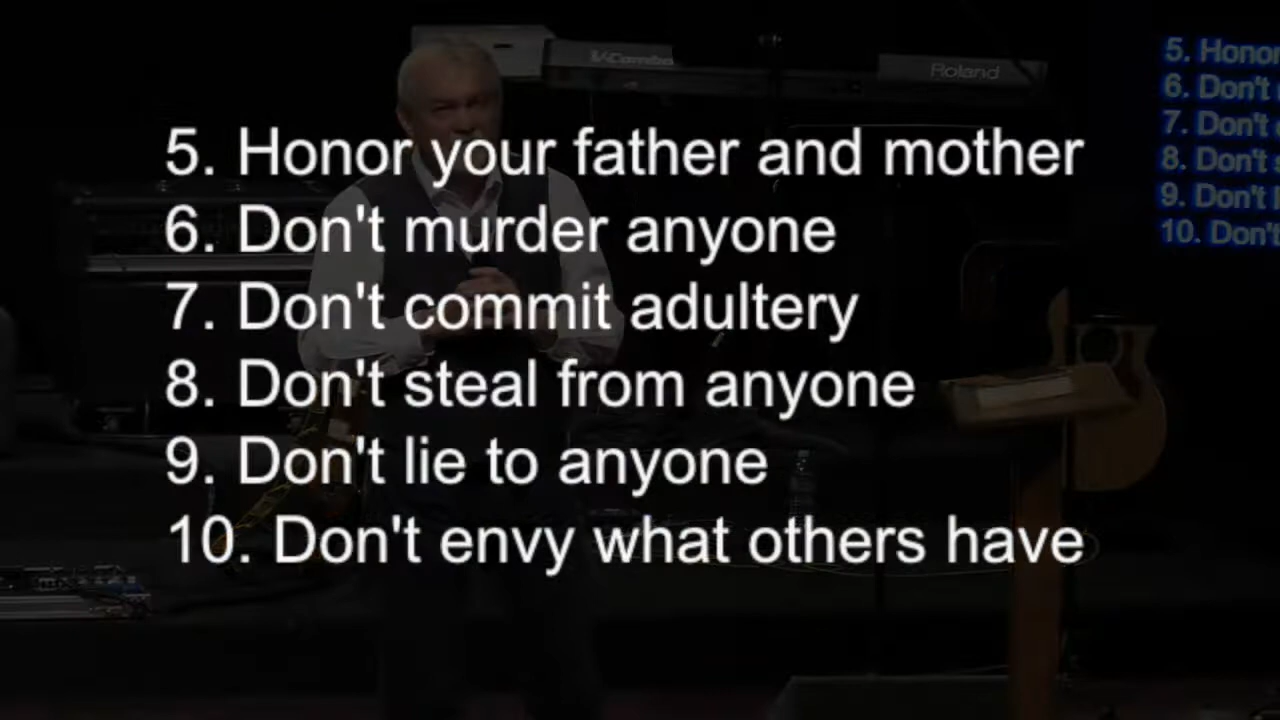 5. Honor your father and mother
6. Don't murder anyone
7. Don't commit adultery
8. Don't steal from anyone
9. Don't lie to anyone
10. Don't envy what others have
Roland
5. Honor
6. Don't
7. Don't
8. Don't
9. Don't
10. Don't